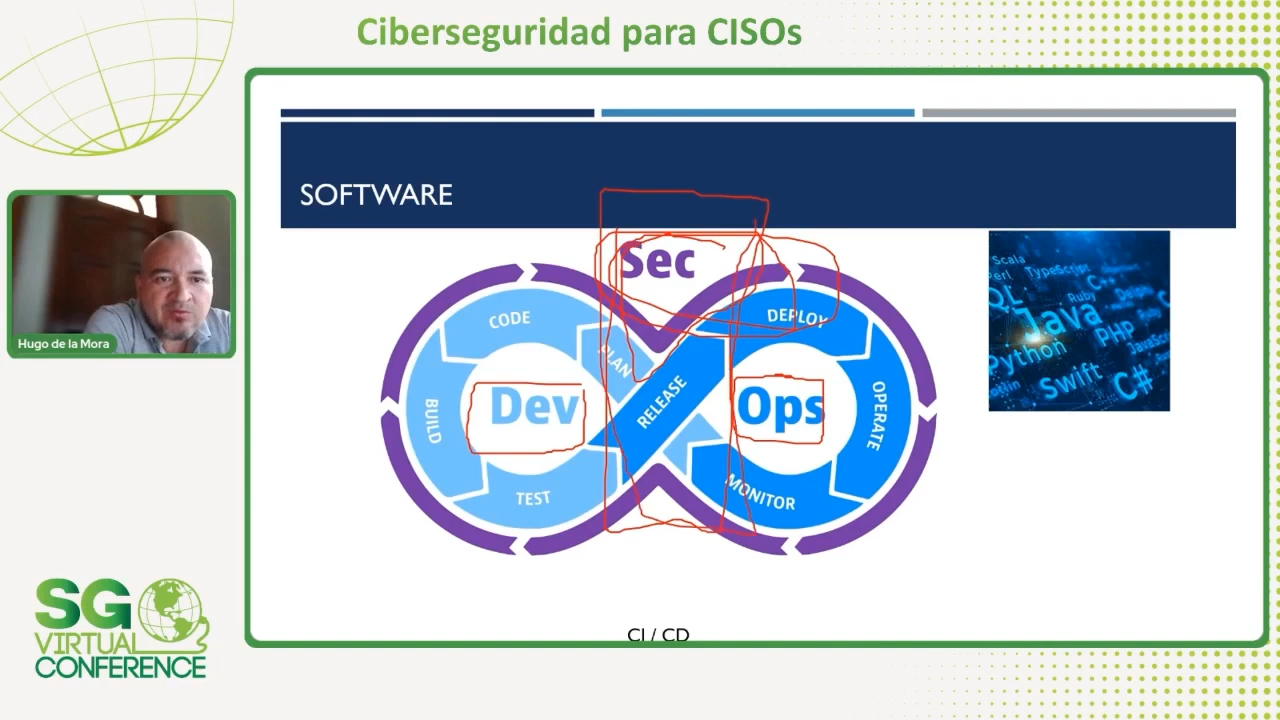 Ciberseguridad para CISOs
SOFTWARE
Sec
CODE
PLAN
BUILD
Dev
TEST
RELEASE
DEPLOY
Ops
OPERATE
MONITOR
CI / CD
Scala
TypeScript
C++
Ruby
Java
PHP
Python
Swift
C#
Hugo de la Mora
SG
VIRTUAL
CONFERENCE